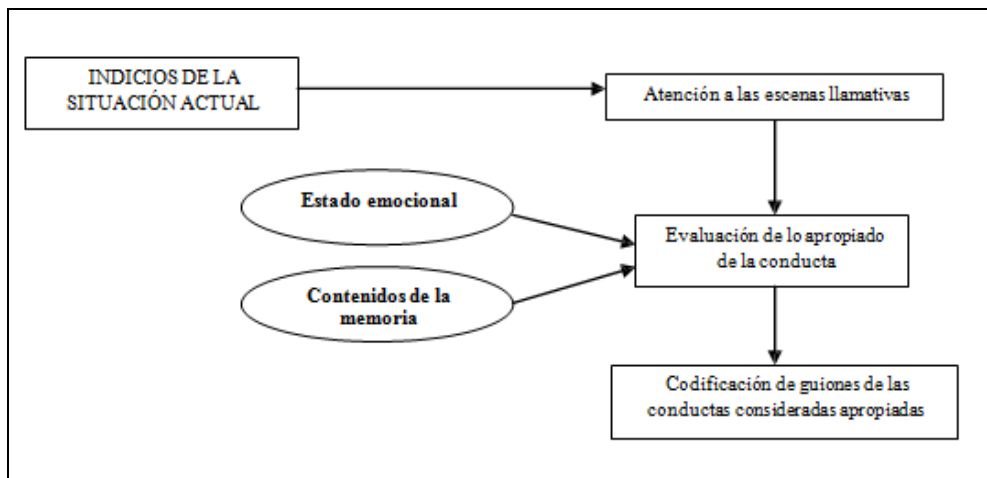 INDICIOS DE LA
SITUACIÓN ACTUAL
Atención a las escenas llamativas
Estado emocional
Evaluación de lo apropiado
de la conducta
Contenidos de la
memoria
Codificación de guiones de las
conductas consideradas apropiadas